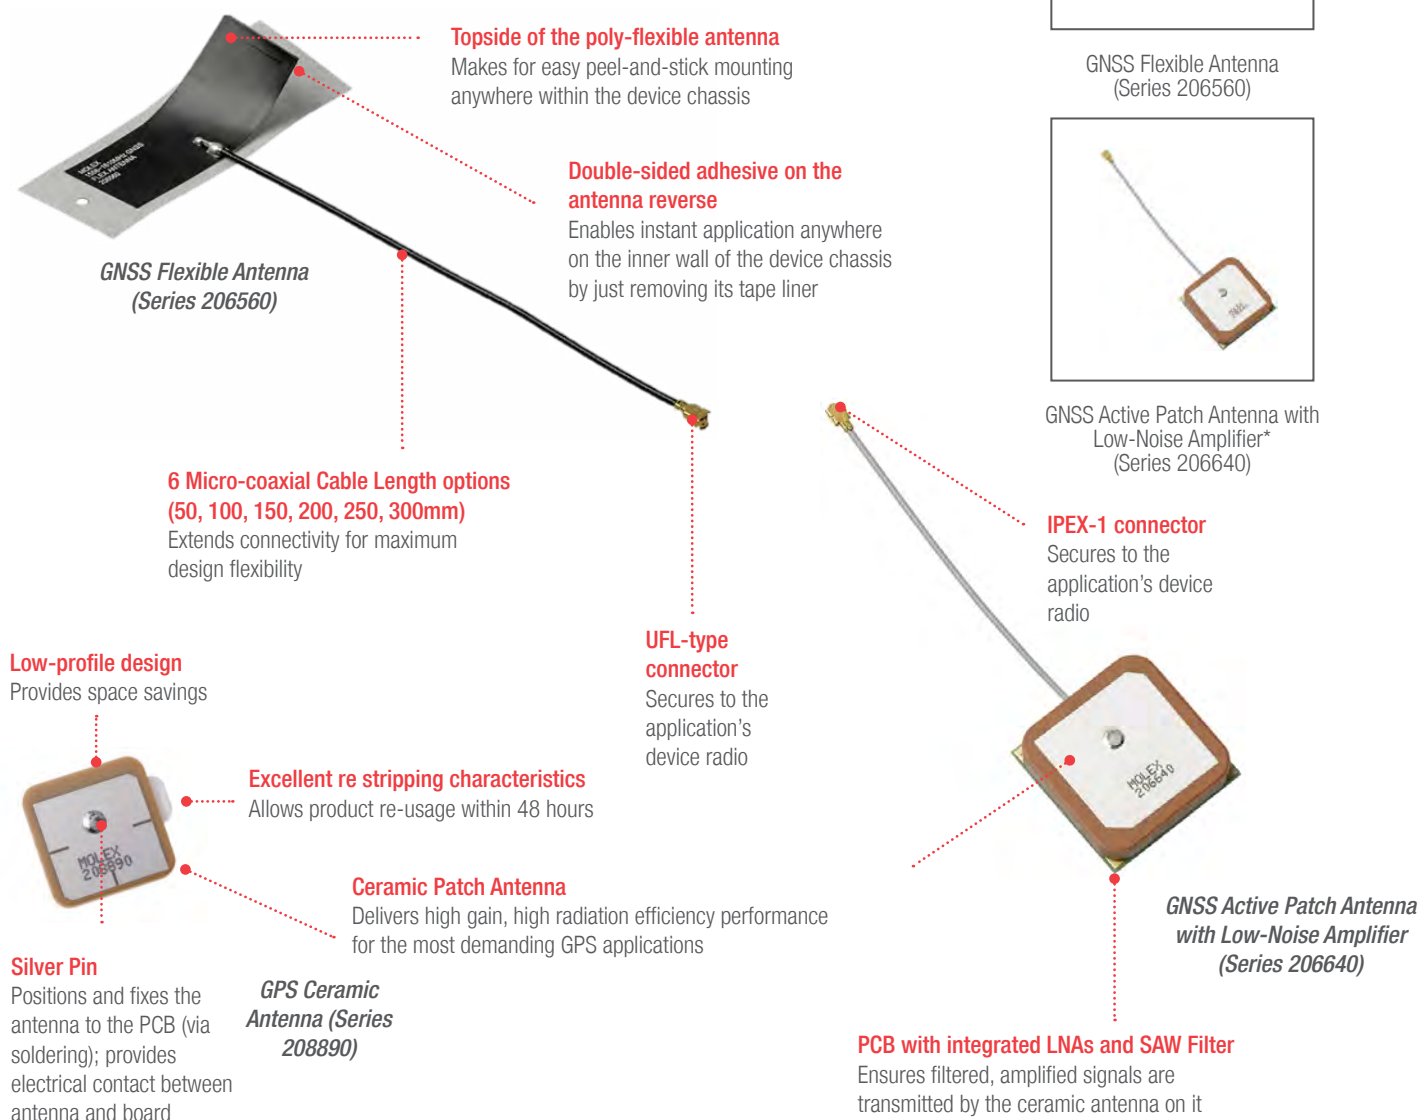 Topside of the poly-flexible antenna
Makes for easy peel-and-stick mounting
anywhere within the device chassis
GNSS Flexible Antenna
(Series 206560)
Double-sided adhesive on the
antenna reverse
Enables instant application anywhere
on the inner wall of the device chassis
by just removing its tape liner
MOLEX
FLEX ANTENNA
206560
GNSS Flexible Antenna
(Series 206560)
GNSS Active Patch Antenna with
Low-Noise Amplifier*
(Series 206640)
6 Micro-coaxial Cable Length options
(50, 100, 150, 200, 250, 300mm)
Extends connectivity for maximum
design flexibility
IPEX-1 connector
Secures to the
application's device
radio
UFL-type
connector
Secures to the
application's
device radio
Low-profile design
Provides space savings
Excellent re stripping characteristics
Allows product re-usage within 48 hours
MOLEX
206640
MOLEX
206890
Ceramic Patch Antenna
Delivers high gain, high radiation efficiency performance
for the most demanding GPS applications
GNSS Active Patch Antenna
with Low-Noise Amplifier
(Series 206640)
Silver Pin
Positions and fixes the
antenna to the PCB (via
soldering); provides
electrical contact between
antenna and board
GPS Ceramic
Antenna (Series
208890)
PCB with integrated LNAs and SAW Filter
Ensures filtered, amplified signals are
transmitted by the ceramic antenna on it